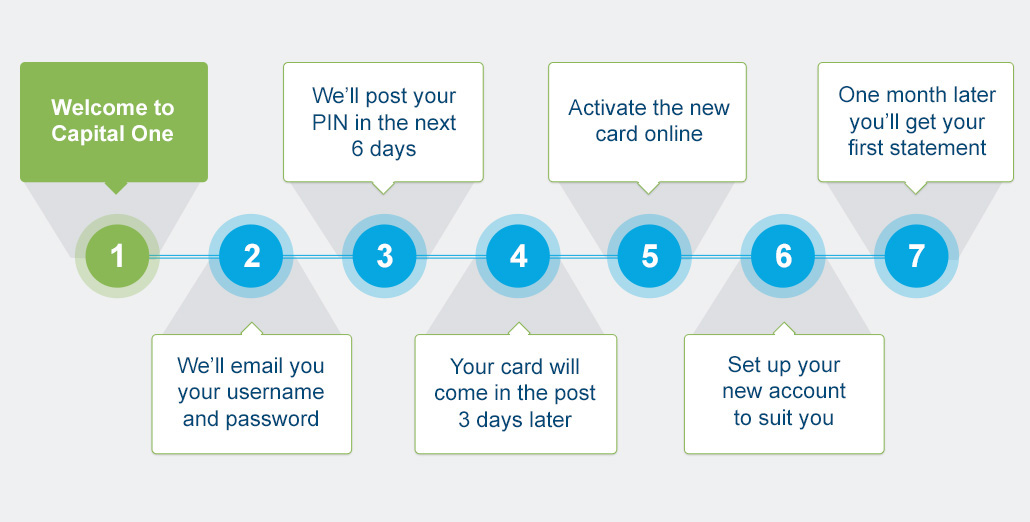 Welcome to
Capital One
1
2
We'll email you
your username
and password
We'll post your
PIN in the next
6 days
3
4
Your card will
come in the post
3 days later
Activate the new
card online
5
6
Set up your
new account
to suit you
One month later
you'll get your
first statement
7